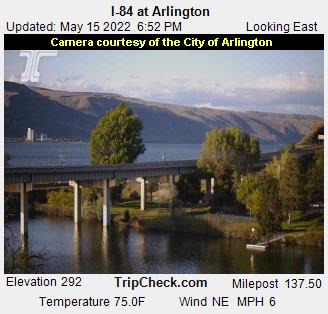 I-84 at Arlington
Updated: May 15 2022 6:52 PM Looking East
Camera courtesy of the City of Arlington
Elevation 292 TripCheck.com Milepost 137.50
Temperature 75.0F Wind NE MPH 6